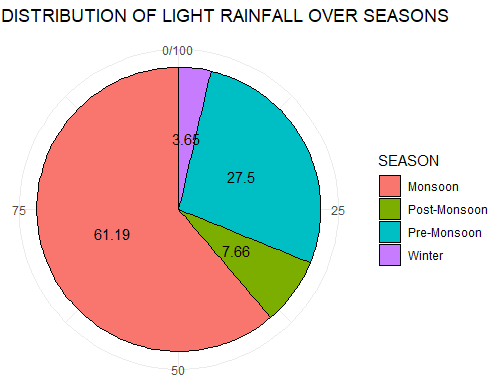 DISTRIBUTION OF LIGHT RAINFALL OVER SEASONS
0/100
3.65
27.5
75
25
61.19
7.66
50
SEASON
Monsoon
Post-Monsoon
Pre-Monsoon
Winter